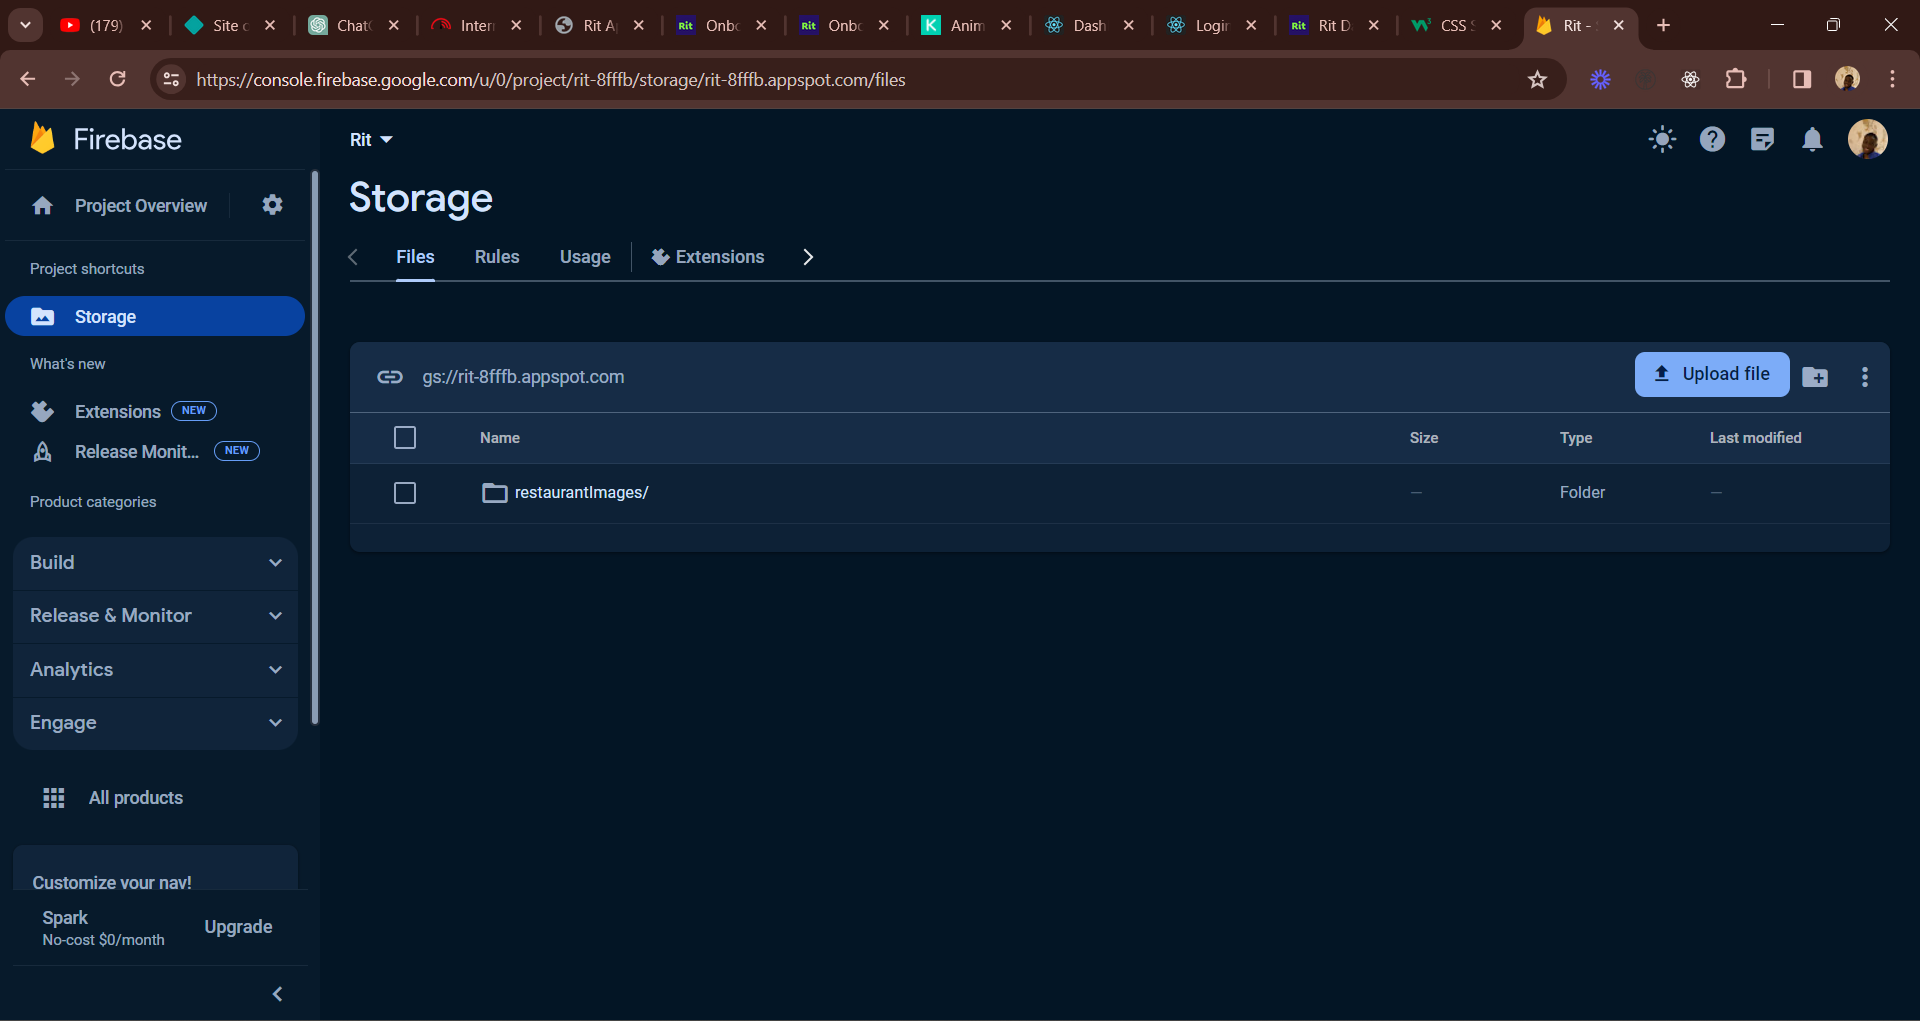 (179)
Site c
Chat
Inter
Rit A
Rit
Onbc
Rit
Onbc
K
Anim
Dash
Login
Rit
Rit D
CSS S
Rit -
https://console.firebase.google.com/u/0/project/rit-8fffb/storage/rit-8fffb.appspot.com/files
Firebase
Rit
Project Overview
Storage
Files
Rules
Usage
Extensions
Project shortcuts
Storage
What's new
Extensions NEW
Release Monit... NEW
Product categories
Build
Release & Monitor
Analytics
Engage
All products
Customize your nav!
Spark
No-cost $0/month
Upgrade
gs://rit-8fffb.appspot.com
Upload file
Name Size Type Last modified
restaurantImages/ — Folder —